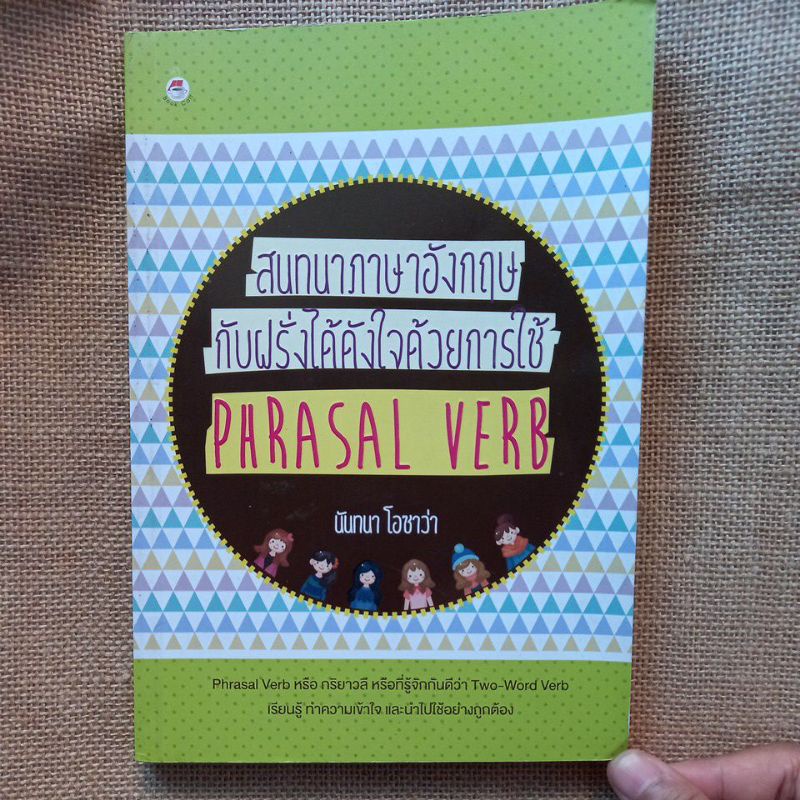 สนทนาภาษาอังกฤษ
กับฝรั่งได้ดังใจด้วยการใช้
PHRASAL VERB
นันทนา โอซาว่า
Phrasal Verb หรือ กริยาวลี หรือที่รู้จักกันดีว่า Two-Word Verb
เรียนรู้ ทำความเข้าใจ และนำไปใช้อย่างถูกต้อง